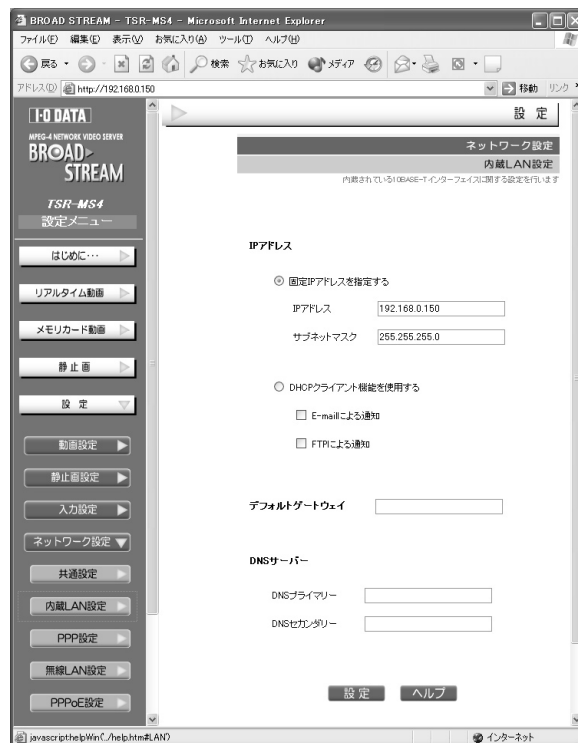 BROAD STREAM - TSR-MS4 - Microsoft Internet Explorer
ファイル(F) 編集(E) 表示(V) お気に入り(A) ツール(T) ヘルプ(H)
戻る 検索 お気に入り メディア
アドレス(D) http://192.168.0.150 移動 リンク
I-O DATA
MPEG-4 NETWORK VIDEO SERVER
BROAD STREAM
TSR-MS4
設定メニュー
はじめに…
リアルタイム動画
メモリカード動画
静止画
設 定
動画設定
静止画設定
入力設定
ネットワーク設定
共通設定
内蔵LAN設定
PPP設定
無線LAN設定
PPPoE設定
設 定
ネットワーク設定
内蔵LAN設定
内蔵されている10BASE-Tインターフェイスに関する設定を行います
IPアドレス
固定IPアドレスを指定する
IPアドレス 192.168.0.150
サブネットマスク 255.255.255.0
DHCPクライアント機能を使用する
E-mailによる通知
FTPによる通知
デフォルトゲートウェイ
DNSサーバー
DNSプライマリー
DNSセカンダリー
設 定 ヘルプ
javascript:helpWin('./help.htm#LAN') インターネット